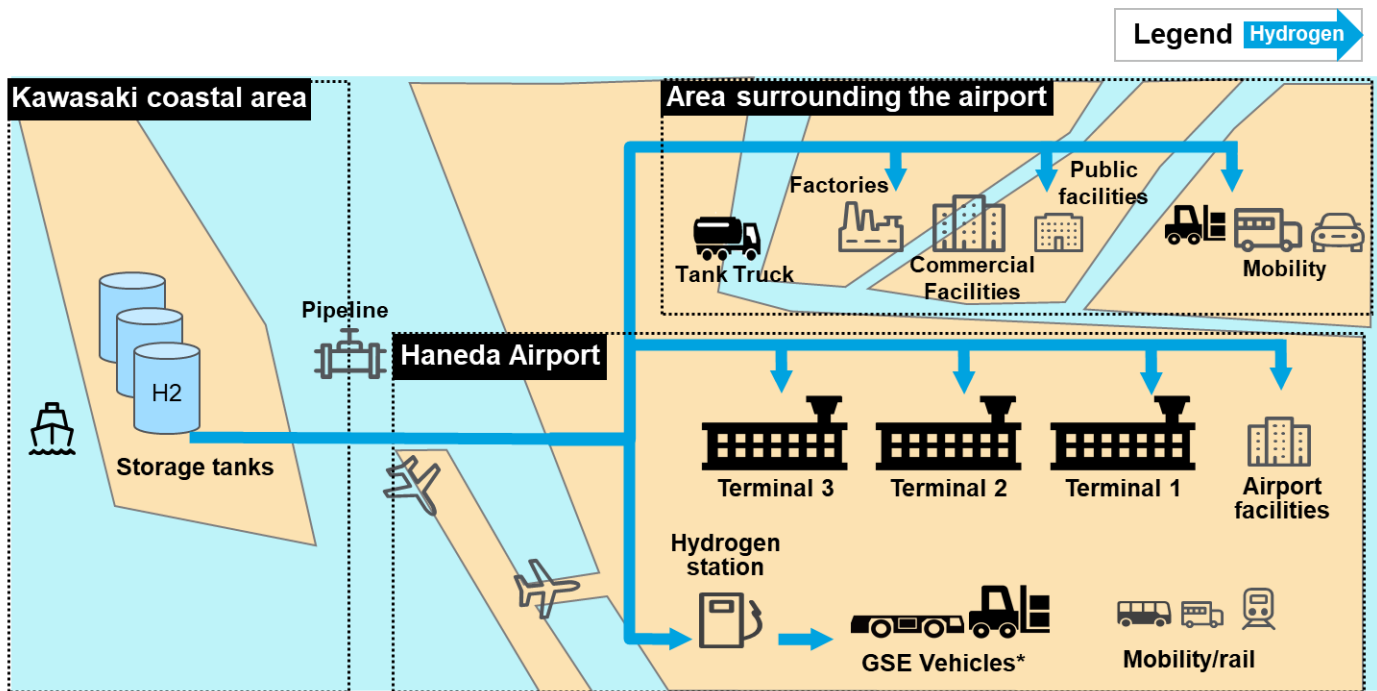 Legend
Hydrogen
Kawasaki coastal area
Area surrounding the airport
Factories
Public
facilities
Tank Truck
Commercial
Facilities
Mobility
Pipeline
Haneda Airport
H2
Storage tanks
Terminal 3
Terminal 2
Terminal 1
Airport
facilities
Hydrogen
station
GSE Vehicles*
Mobility/rail